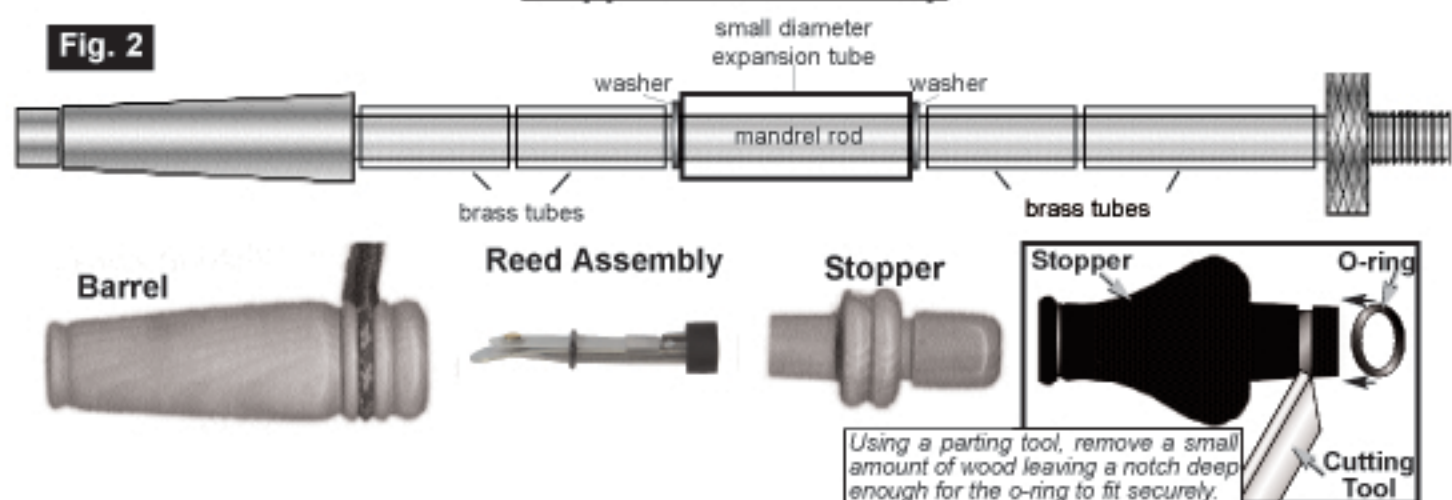 Fig. 2
small diameter
expansion tube
washer
washer
mandrel rod
brass tubes
brass tubes
Barrel
Reed Assembly
Stopper
Stopper
O-ring
Using a parting tool, remove a small
amount of wood leaving a notch deep
enough for the o-ring to fit securely.
Cutting
Tool